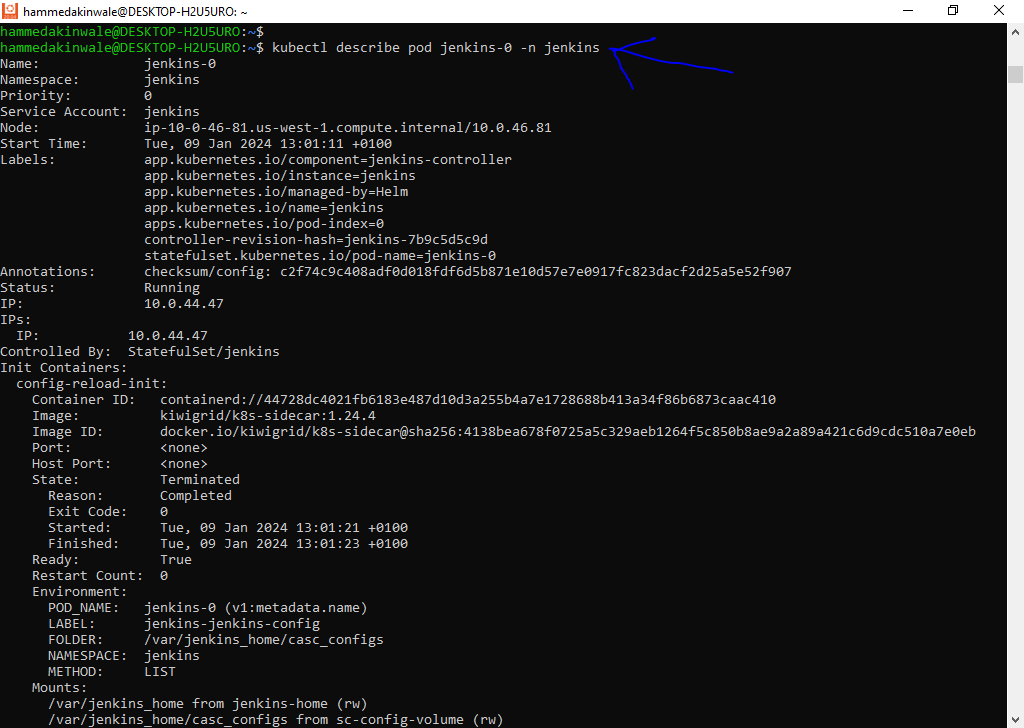 hammedakinwale@DESKTOP-H2U5URO: ~
hammedakinwale@DESKTOP-H2U5URO:~$
hammedakinwale@DESKTOP-H2U5URO:~$ kubectl describe pod jenkins-0 -n jenkins
Name:             jenkins-0
Namespace:        jenkins
Priority:         0
Service Account:  jenkins
Node:             ip-10-0-46-81.us-west-1.compute.internal/10.0.46.81
Start Time:       Tue, 09 Jan 2024 13:01:11 +0100
Labels:           app.kubernetes.io/component=jenkins-controller
                  app.kubernetes.io/instance=jenkins
                  app.kubernetes.io/managed-by=Helm
                  app.kubernetes.io/name=jenkins
                  apps.kubernetes.io/pod-index=0
                  controller-revision-hash=jenkins-7b9c5d5c9d
                  statefulset.kubernetes.io/pod-name=jenkins-0
Annotations:      checksum/config: c2f74c9c408adf0d018fdf6d5b871e10d57e7e0917fc823dacf2d25a5e52f907
Status:           Running
IP:               10.0.44.47
IPs:
  IP:           10.0.44.47
Controlled By:  StatefulSet/jenkins
Init Containers:
  config-reload-init:
    Container ID:   containerd://44728dc4021fb6183e487d10d3a255b4a7e1728688b413a34f86b6873caac410
    Image:          kiwigrid/k8s-sidecar:1.24.4
    Image ID:       docker.io/kiwigrid/k8s-sidecar@sha256:4138bea678f0725a5c329aeb1264f5c850b8ae9a2a89a421c6d9cdc510a7e0eb
    Port:           <none>
    Host Port:      <none>
    State:          Terminated
      Reason:       Completed
      Exit Code:    0
      Started:      Tue, 09 Jan 2024 13:01:21 +0100
      Finished:     Tue, 09 Jan 2024 13:01:23 +0100
    Ready:          True
    Restart Count:  0
    Environment:
      POD_NAME:   jenkins-0 (v1:metadata.name)
      LABEL:      jenkins-jenkins-config
      FOLDER:     /var/jenkins_home/casc_configs
      NAMESPACE:  jenkins
      METHOD:     LIST
    Mounts:
      /var/jenkins_home from jenkins-home (rw)
      /var/jenkins_home/casc_configs from sc-config-volume (rw)